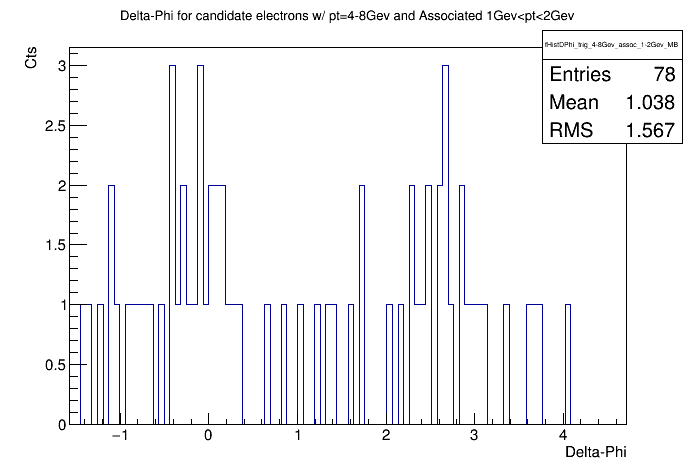 Delta-Phi for candidate electrons w/ pt=4-8Gev and Associated 1Gev<pt<2Gev
fHistDPhi_trig_4-8Gev_assoc_1-2Gev_MB
Entries 78
Mean 1.038
RMS 1.567
Cts
3
2.5
2
1.5
1
0.5
0
−1 0 1 2 3 4
Delta-Phi